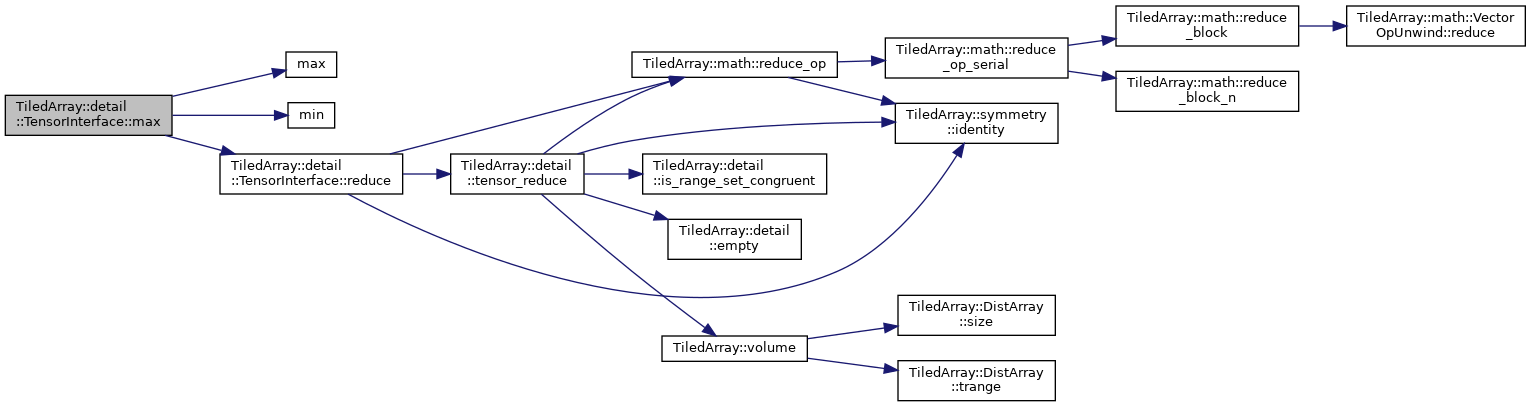 TiledArray::detail
::TensorInterface::max
max
min
TiledArray::detail
::TensorInterface::reduce
TiledArray::detail
::tensor_reduce
TiledArray::math::reduce_op
TiledArray::detail
::is_range_set_congruent
TiledArray::detail
::empty
TiledArray::volume
TiledArray::math::reduce
_op_serial
TiledArray::symmetry
::identity
TiledArray::DistArray
::size
TiledArray::DistArray
::trange
TiledArray::math::reduce
_block
TiledArray::math::reduce
_block_n
TiledArray::math::Vector
OpUnwind::reduce